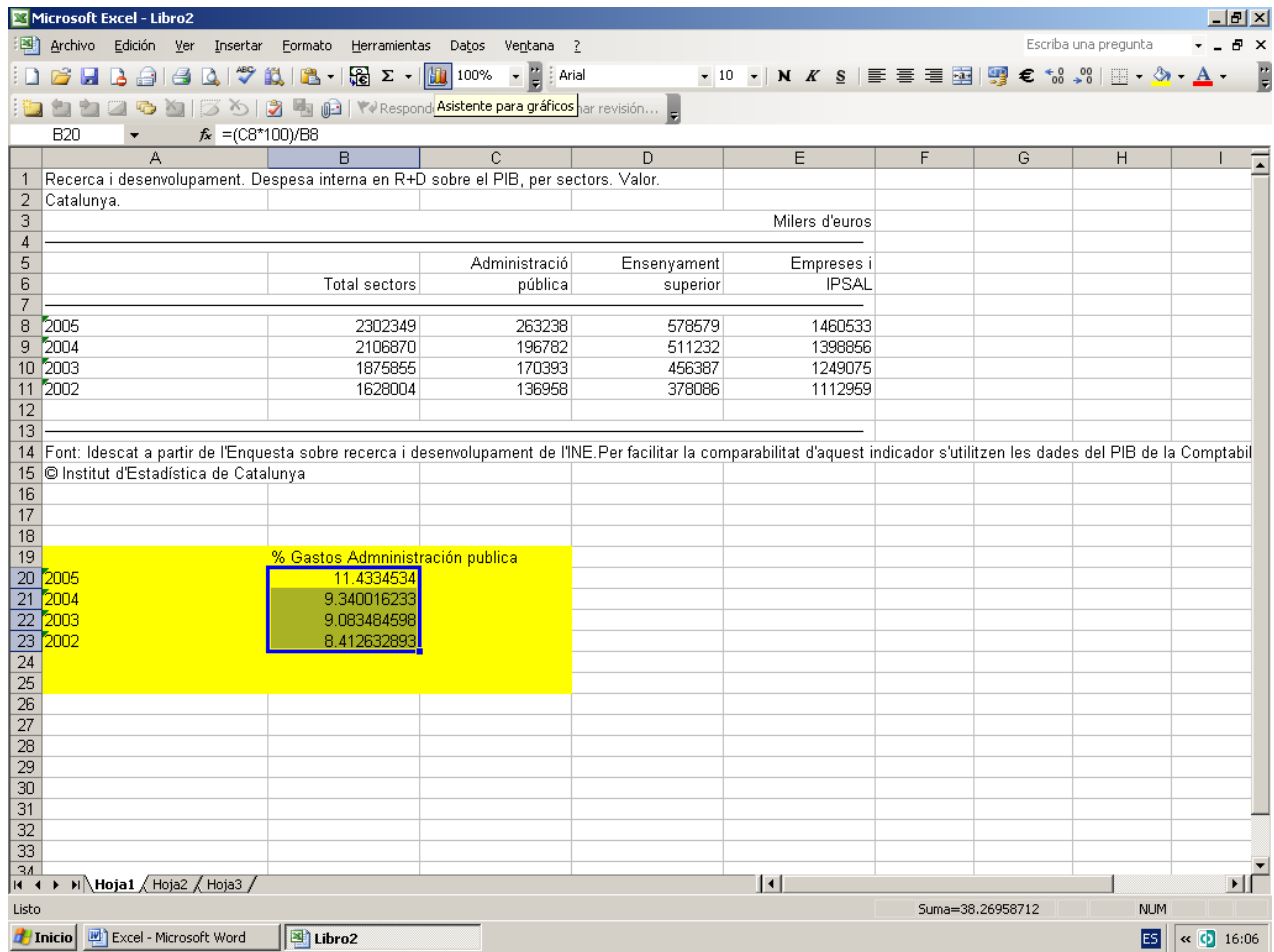 Microsoft Excel - Libro2
Archivo Edición Ver Insertar Formato Herramientas Datos Ventana ? Escriba una pregunta
100% Arial 10 N K S
Respond Asistente para gráficos nar revisión...
B20 fx =(C8*100)/B8
A B C D E F G H I
1 Recerca i desenvolupament. Despesa interna en R+D sobre el PIB, per sectors. Valor.
2 Catalunya.
3 Milers d'euros
4
5 Administració Ensenyament Empreses i
6 Total sectors pública superior IPSAL
7
8 2005 2302349 263238 578579 1460533
9 2004 2106870 196782 511232 1398856
10 2003 1875855 170393 456387 1249075
11 2002 1628004 136958 378086 1112959
12
13
14 Font: Idescat a partir de l'Enquesta sobre recerca i desenvolupament de l'INE.Per facilitar la comparabilitat d'aquest indicador s'utilitzen les dades del PIB de la Comptabil
15 © Institut d'Estadística de Catalunya
16
17
18
19 % Gastos Admninistración publica
20 2005 11.4334534
21 2004 9.340016233
22 2003 9.083484598
23 2002 8.412632893
24
25
26
27
28
29
30
31
32
33
34
Hoja1 Hoja2 Hoja3
Listo Suma=38.26958712 NUM
Inicio Excel - Microsoft Word Libro2 ES « 16:06